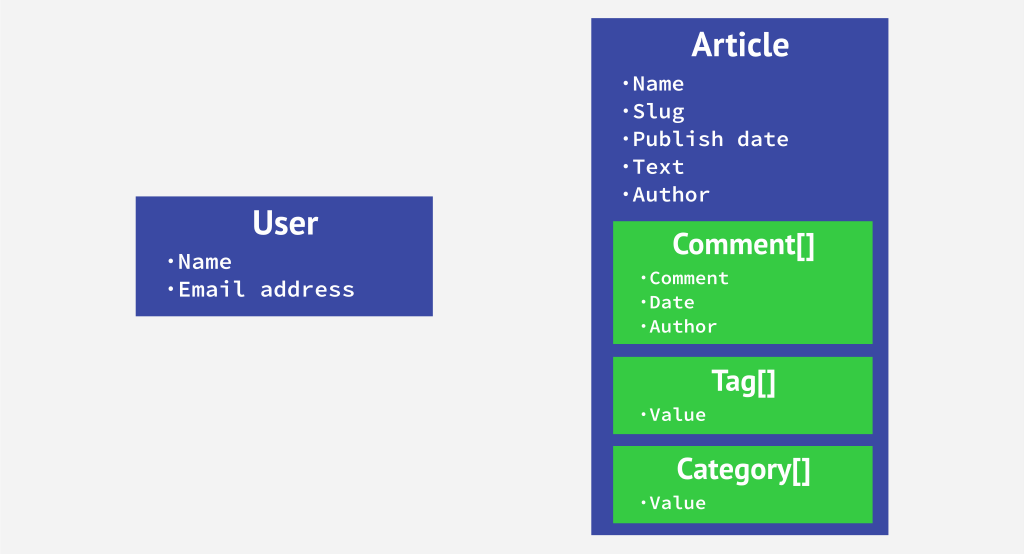 User
·Name
·Email address
Article
·Name
·Slug
·Publish date
·Text
·Author
Comment[]
·Comment
·Date
·Author
Tag[]
·Value
Category[]
·Value